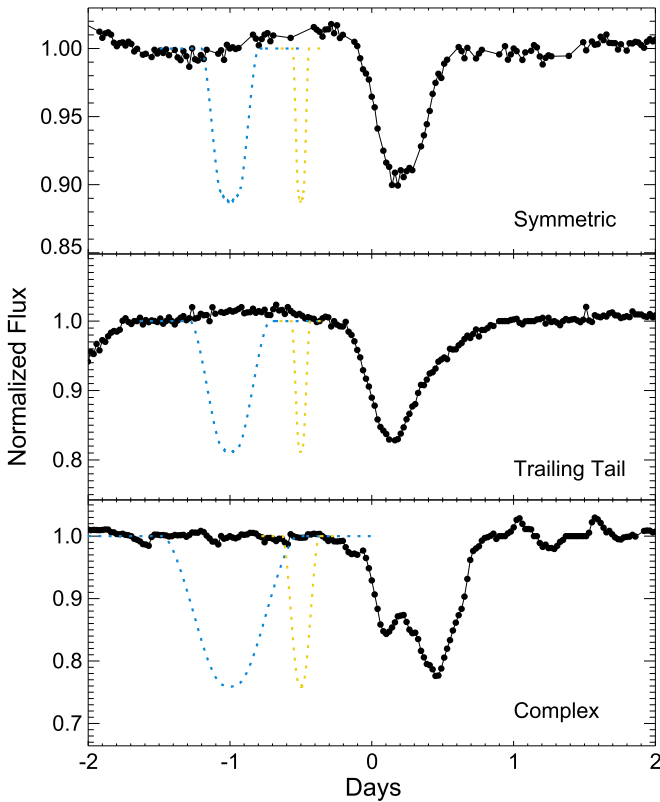 1.00
0.95
0.90
0.85
Symmetric
1.0
0.9
0.8
Trailing Tail
Normalized Flux
1.0
0.9
0.8
0.7
Complex
-2 -1 0 1 2
Days